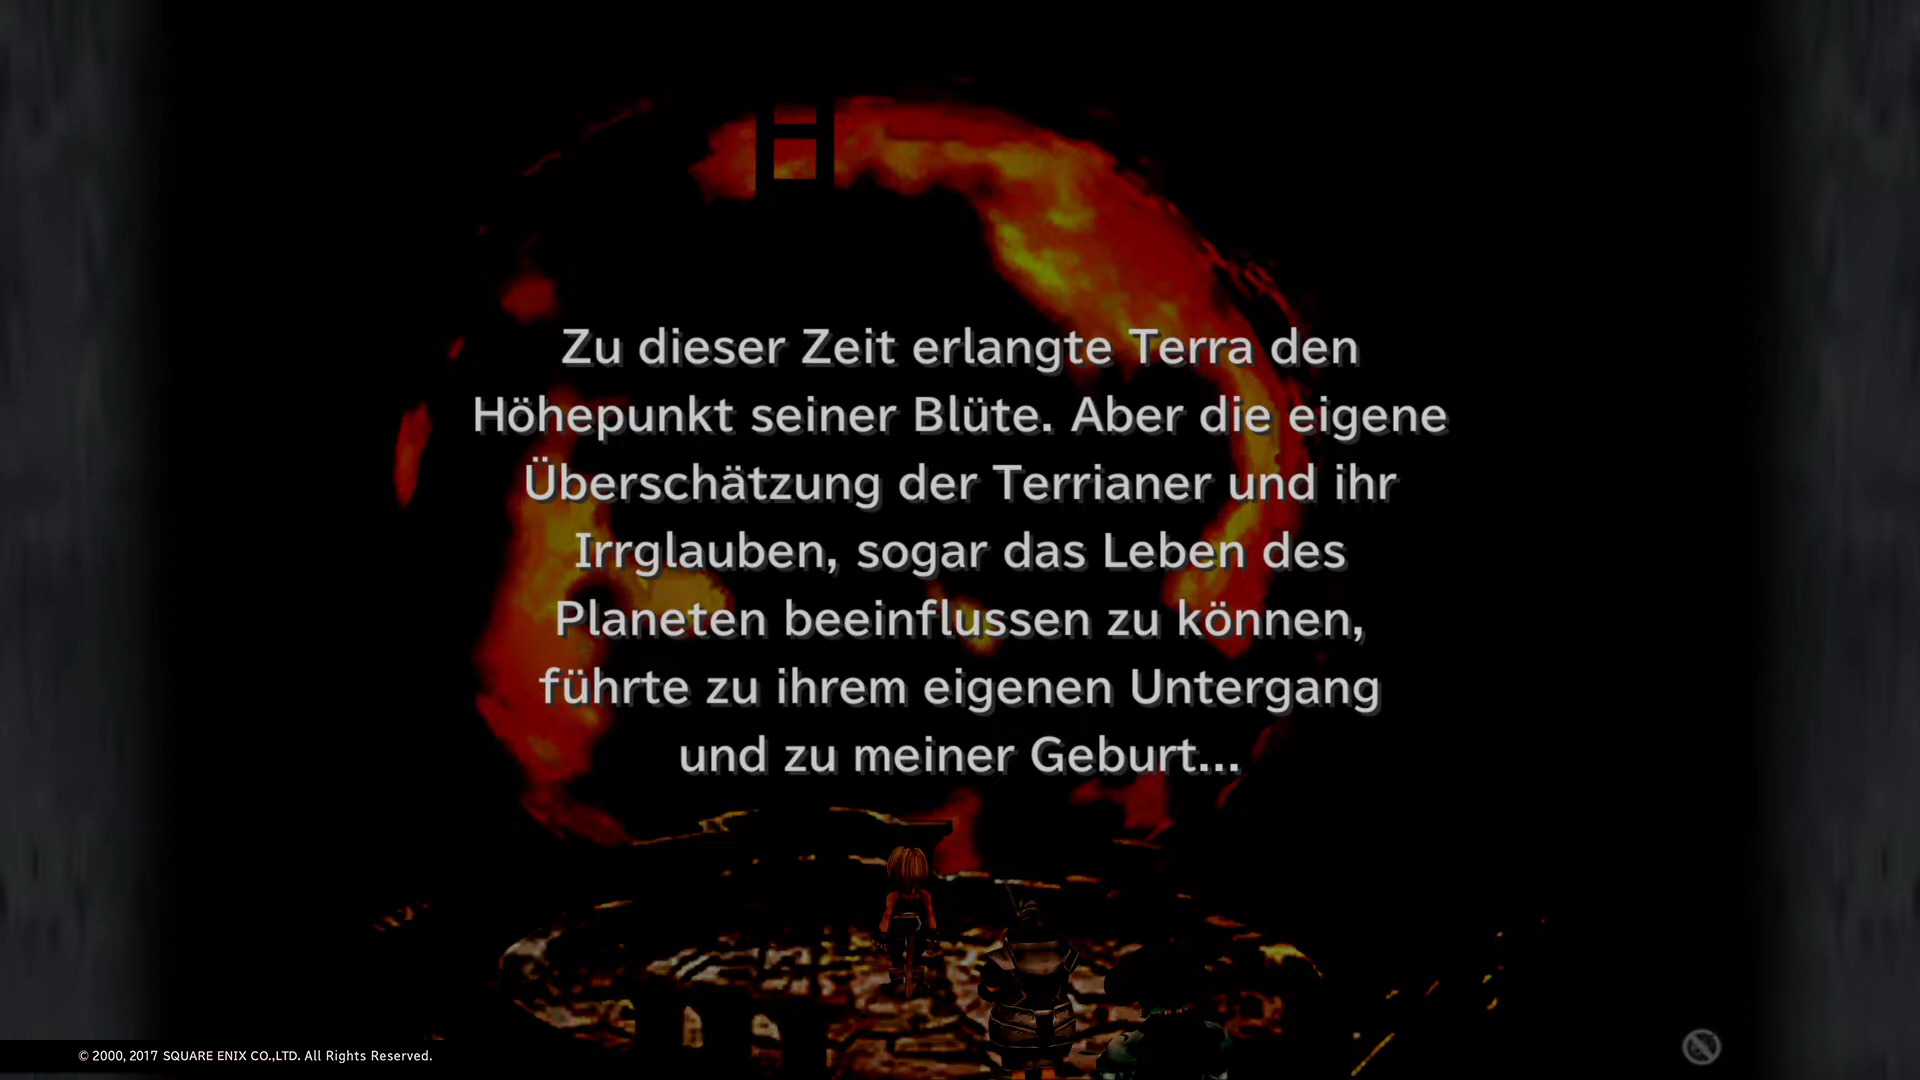 Zu dieser Zeit erlangte Terra den
Höhepunkt seiner Blüte. Aber die eigene
Überschätzung der Terrianer und ihr
Irrglauben, sogar das Leben des
Planeten beeinflussen zu können,
führte zu ihrem eigenen Untergang
und zu meiner Geburt...
© 2000, 2017 SQUARE ENIX CO.,LTD. All Rights Reserved.